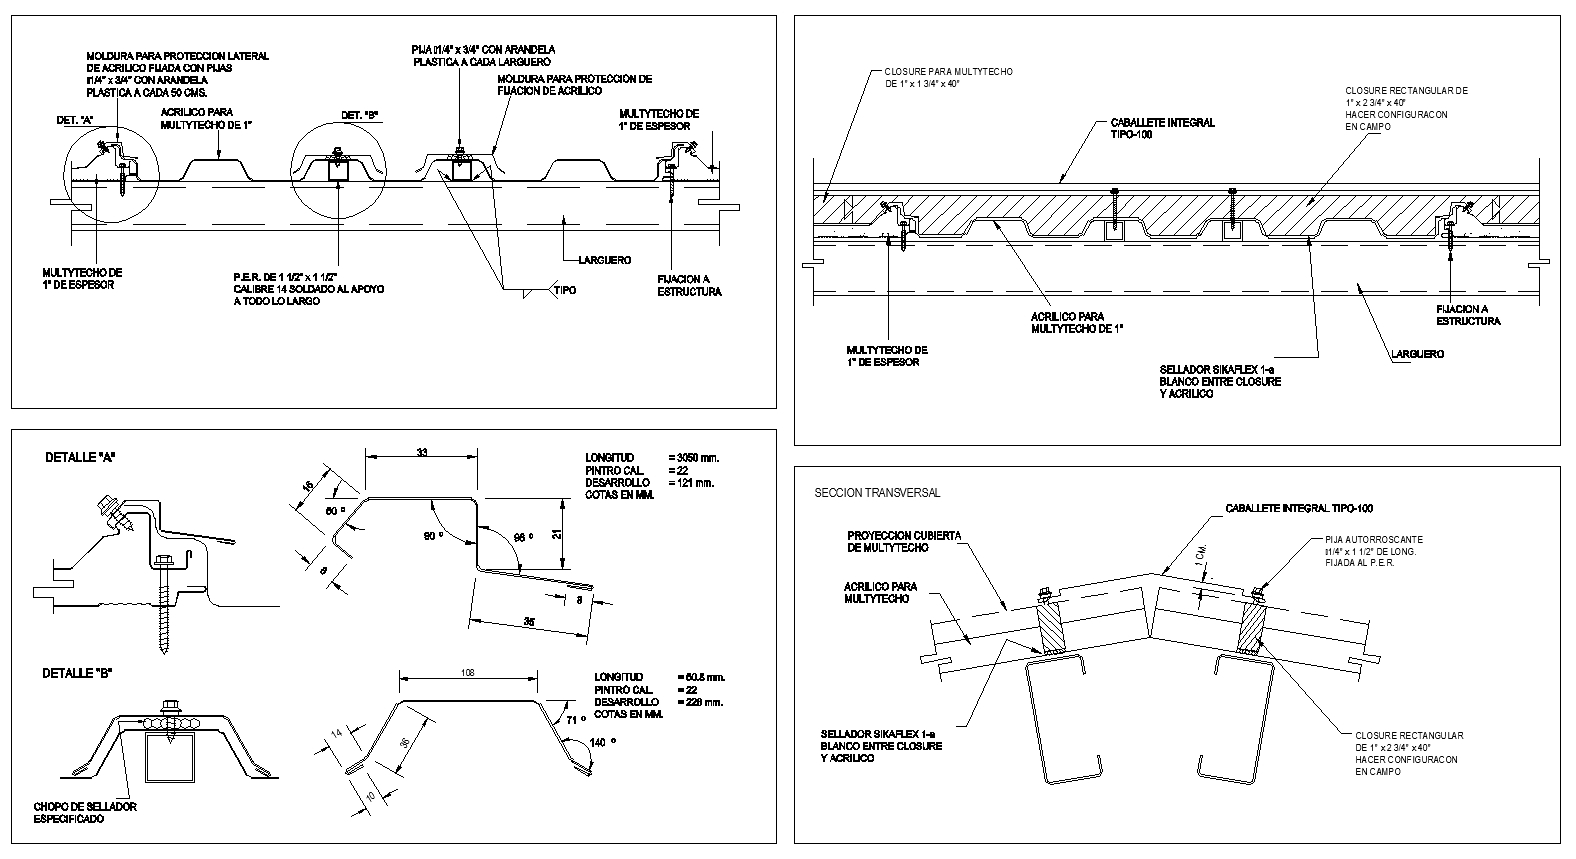 MOLDURA PARA PROTECCION LATERAL
DE ACRILICO FIJADA CON PIJAS
▯1/4" x 3/4" CON ARANDELA
PLASTICA A CADA 50 CMS.
DET. "A"
ACRILICO PARA
MULTYTECHO DE 1"
DET. "B"
PIJA ▯1/4" x 3/4" CON ARANDELA
PLASTICA A CADA LARGUERO
MOLDURA PARA PROTECCION DE
FIJACION DE ACRILICO
MULTYTECHO DE
1" DE ESPESOR
MULTYTECHO DE
1" DE ESPESOR
P.E.R. DE 1 1/2" x 1 1/2"
CALIBRE 14 SOLDADO AL APOYO
A TODO LO LARGO
TIPO
LARGUERO
FIJACION A
ESTRUCTURA
CLOSURE PARA MULTYTECHO
DE 1" x 1 3/4" x 40"
CABALLETE INTEGRAL
TIPO-100
CLOSURE RECTANGULAR DE
1" x 2 3/4" x 40"
HACER CONFIGURACON
EN CAMPO
MULTYTECHO DE
1" DE ESPESOR
ACRILICO PARA
MULTYTECHO DE 1"
SELLADOR SIKAFLEX 1-a
BLANCO ENTRE CLOSURE
Y ACRILICO
LARGUERO
FIJACION A
ESTRUCTURA
DETALLE "A"
33
16
60 º
8
90 º
96 º
21
8
35
LONGITUD = 3050 mm.
PINTRO CAL. = 22
DESARROLLO = 121 mm.
COTAS EN MM.
DETALLE "B"
CHOPO DE SELLADOR
ESPECIFICADO
108
14
36
10
71 º
140 º
LONGITUD = 60.8 mm.
PINTRO CAL. = 22
DESARROLLO = 228 mm.
COTAS EN MM.
SECCION TRANSVERSAL
PROYECCION CUBIERTA
DE MULTYTECHO
ACRILICO PARA
MULTYTECHO
CABALLETE INTEGRAL TIPO-100
1 CM.
PIJA AUTORROSCANTE
▯1/4" x 1 1/2" DE LONG.
FIJADA AL P.E.R.
SELLADOR SIKAFLEX 1-a
BLANCO ENTRE CLOSURE
Y ACRILICO
CLOSURE RECTANGULAR
DE 1" x 2 3/4" x 40"
HACER CONFIGURACON
EN CAMPO